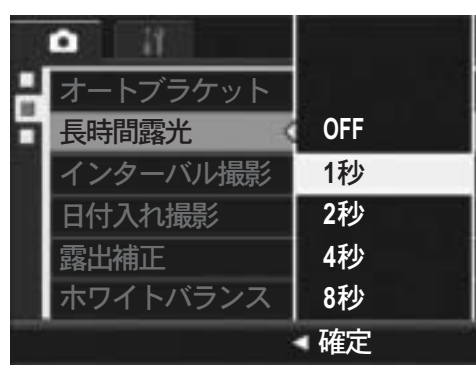 オートブラケット
長時間露光 OFF
インターバル撮影 1秒
日付入れ撮影 2秒
露出補正 4秒
ホワイトバランス 8秒
確定